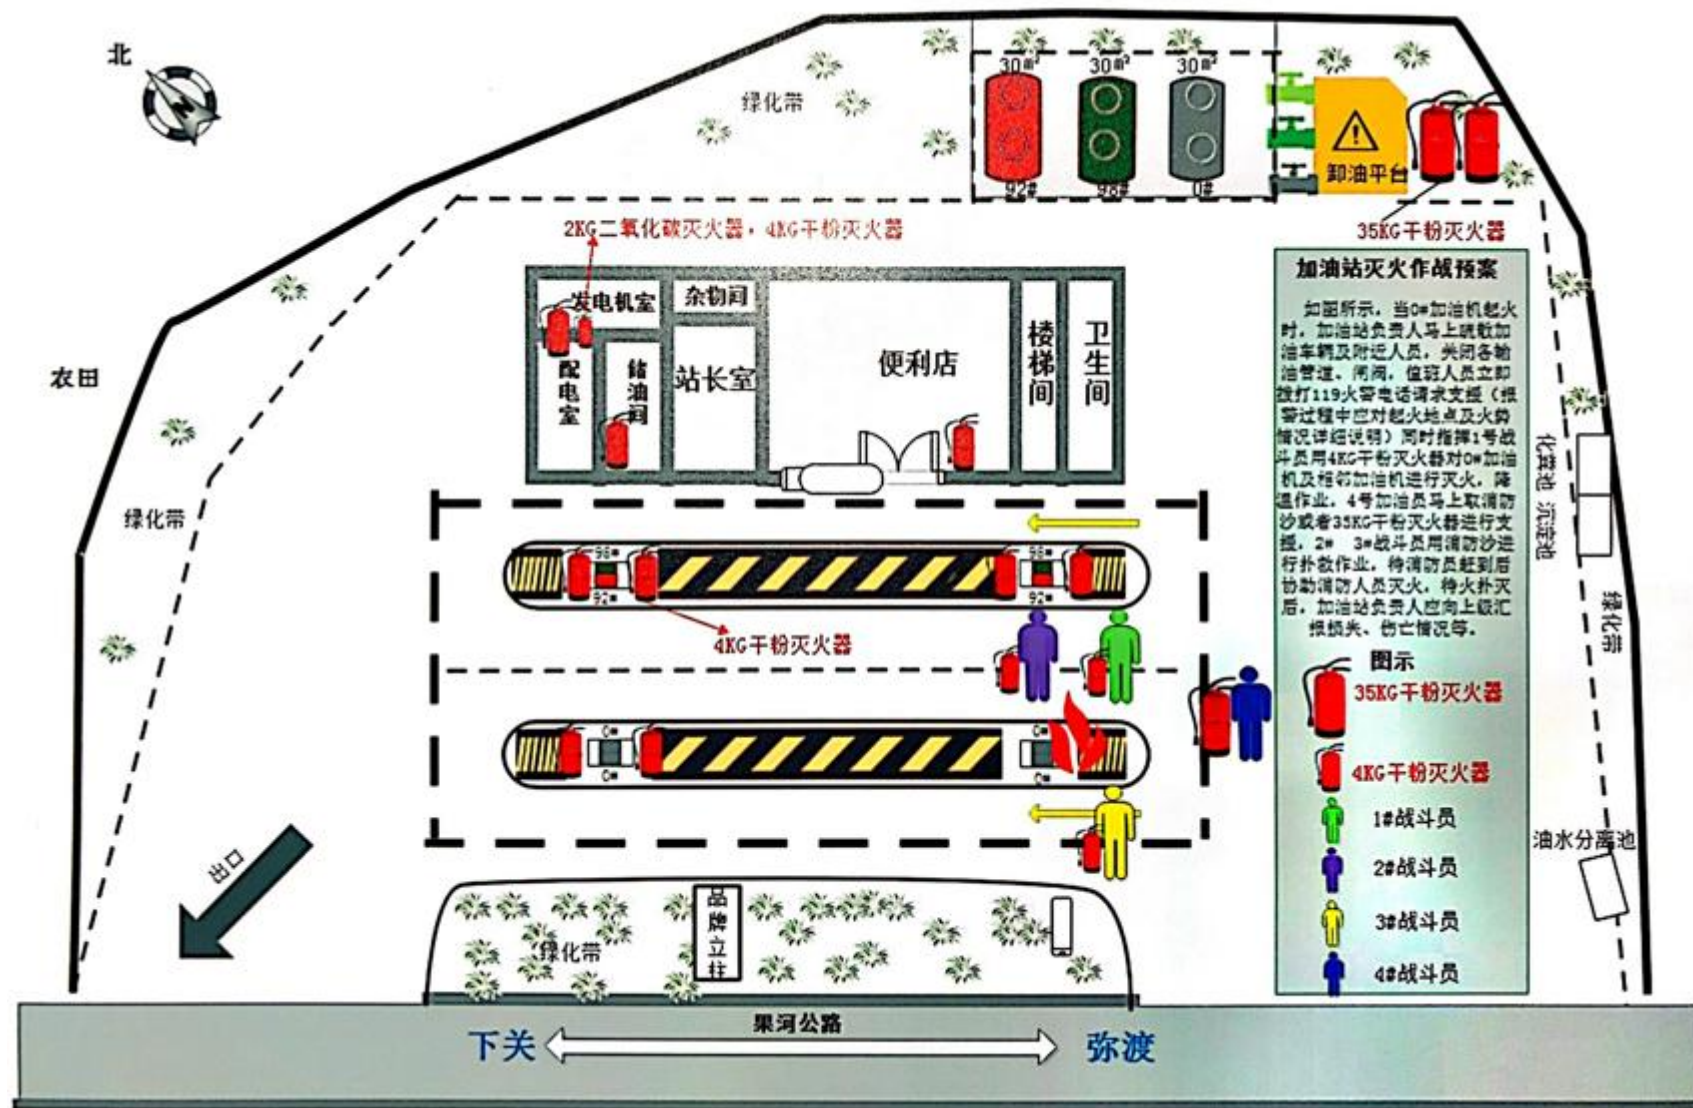 北
N
绿化带
30m³
30m³
30m³
92#
98#
0#
卸油平台
35KG干粉灭火器
2KG二氧化碳灭火器，4KG干粉灭火器
发电机室
杂物间
配电室
储油间
站长室
便利店
楼梯间
卫生间
农田
绿化带
98#
92#
98#
92#
4KG干粉灭火器
0#
0#
0#
0#
出口
绿化带
品牌立柱
果河公路
下关
弥渡
加油站灭火作战预案
如图所示，当0#加油机起火
时，加油站负责人马上疏散加
油车辆及附近人员，关闭各输
油管道、闸阀，值班人员立即
拨打119火警电话请求支援（报
警过程中应对起火地点及火势
情况详细说明）同时指挥1号战
斗员用4KG干粉灭火器对0#加油
机及相邻加油机进行灭火，降
温作业，4号加油员马上取消防
沙或者35KG干粉灭火器进行支
援，2# 3#战斗员用消防沙进
行扑救作业，待消防员赶到后
协助消防人员灭火，待火扑灭
后，加油站负责人应向上级汇
报损失、伤亡情况等。
图示
35KG干粉灭火器
4KG干粉灭火器
1#战斗员
2#战斗员
3#战斗员
4#战斗员
化粪池
沉淀池
绿化带
油水分离池